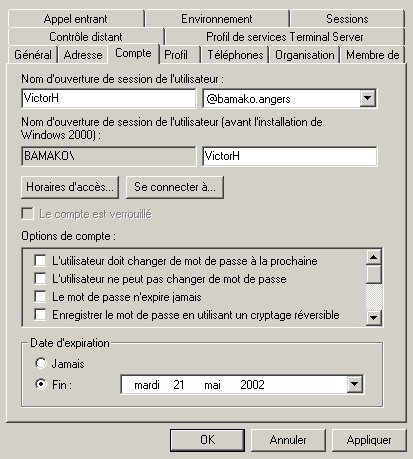 Appel entrant Environnement Sessions
Contrôle distant Profil de services Terminal Server
Général Adresse Compte Profil Téléphones Organisation Membre de
Nom d'ouverture de session de l'utilisateur :
VictorH @bamako.angers
Nom d'ouverture de session de l'utilisateur (avant l'installation de
Windows 2000) :
BAMAKO\ VictorH
Horaires d'accès... Se connecter à...
Le compte est verrouillé
Options de compte :
L'utilisateur doit changer de mot de passe à la prochaine
L'utilisateur ne peut pas changer de mot de passe
Le mot de passe n'expire jamais
Enregistrer le mot de passe en utilisant un cryptage réversible
Date d'expiration
Jamais
Fin : mardi 21 mai 2002
OK Annuler Appliquer